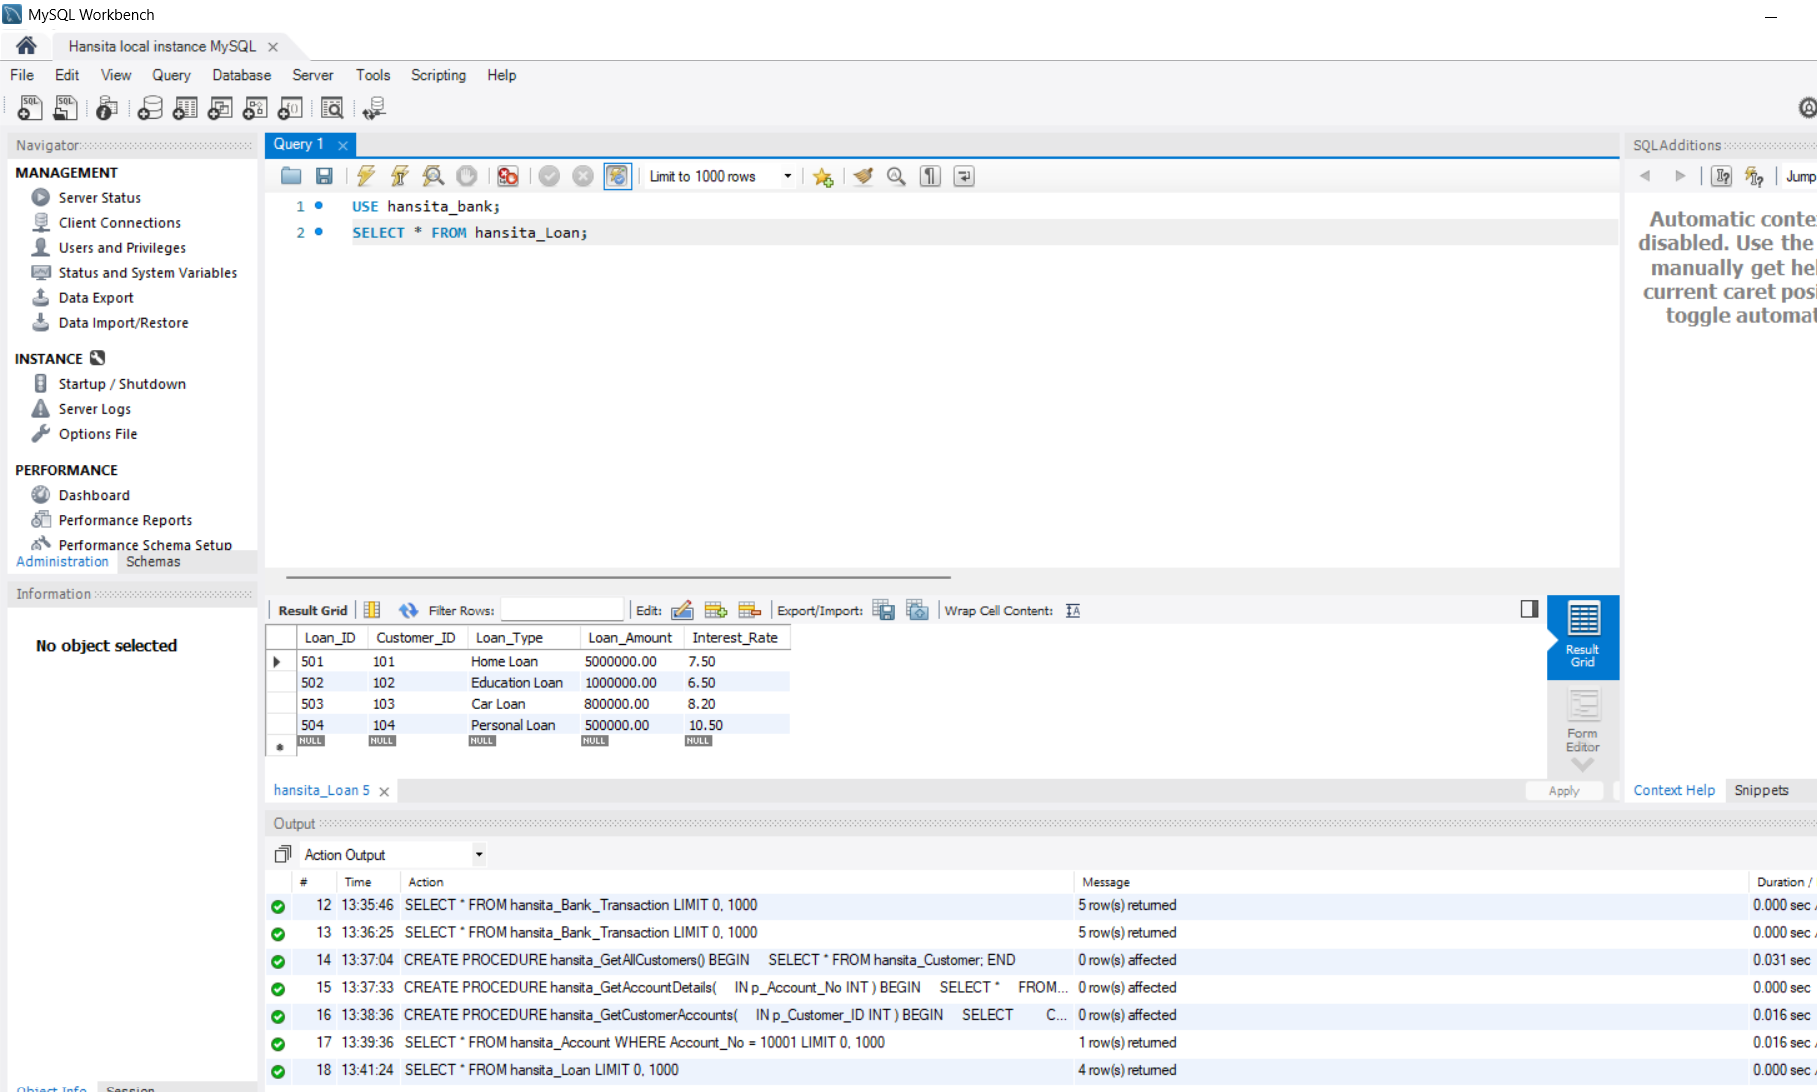 MySQL Workbench
Hansita local instance MySQL
File Edit View Query Database Server Tools Scripting Help
Navigator
MANAGEMENT
Server Status
Client Connections
Users and Privileges
Status and System Variables
Data Export
Data Import/Restore
INSTANCE
Startup / Shutdown
Server Logs
Options File
PERFORMANCE
Dashboard
Performance Reports
Performance Schema Setup
Administration Schemas
Information
No object selected
Object Info Session
Query 1
Limit to 1000 rows
1 USE hansita_bank;
2 SELECT * FROM hansita_Loan;
Result Grid Filter Rows: Edit: Export/Import: Wrap Cell Content:
Loan_ID Customer_ID Loan_Type Loan_Amount Interest_Rate
501 101 Home Loan 5000000.00 7.50
502 102 Education Loan 1000000.00 6.50
503 103 Car Loan 800000.00 8.20
504 104 Personal Loan 500000.00 10.50
NULL NULL NULL NULL NULL
Result
Grid
Form
Editor
hansita_Loan 5
Apply
SQLAdditions
Jump
Automatic conte
disabled. Use the
manually get hel
current caret posi
toggle automat
Context Help Snippets
Output
Action Output
# Time Action Message Duration /
12 13:35:46 SELECT * FROM hansita_Bank_Transaction LIMIT 0, 1000 5 row(s) returned 0.000 sec
13 13:36:25 SELECT * FROM hansita_Bank_Transaction LIMIT 0, 1000 5 row(s) returned 0.000 sec
14 13:37:04 CREATE PROCEDURE hansita_GetAllCustomers() BEGIN SELECT * FROM hansita_Customer; END 0 row(s) affected 0.031 sec
15 13:37:33 CREATE PROCEDURE hansita_GetAccountDetails( IN p_Account_No INT ) BEGIN SELECT * FROM... 0 row(s) affected 0.000 sec
16 13:38:36 CREATE PROCEDURE hansita_GetCustomerAccounts( IN p_Customer_ID INT ) BEGIN SELECT C... 0 row(s) affected 0.016 sec
17 13:39:36 SELECT * FROM hansita_Account WHERE Account_No = 10001 LIMIT 0, 1000 1 row(s) returned 0.016 sec
18 13:41:24 SELECT * FROM hansita_Loan LIMIT 0, 1000 4 row(s) returned 0.000 sec